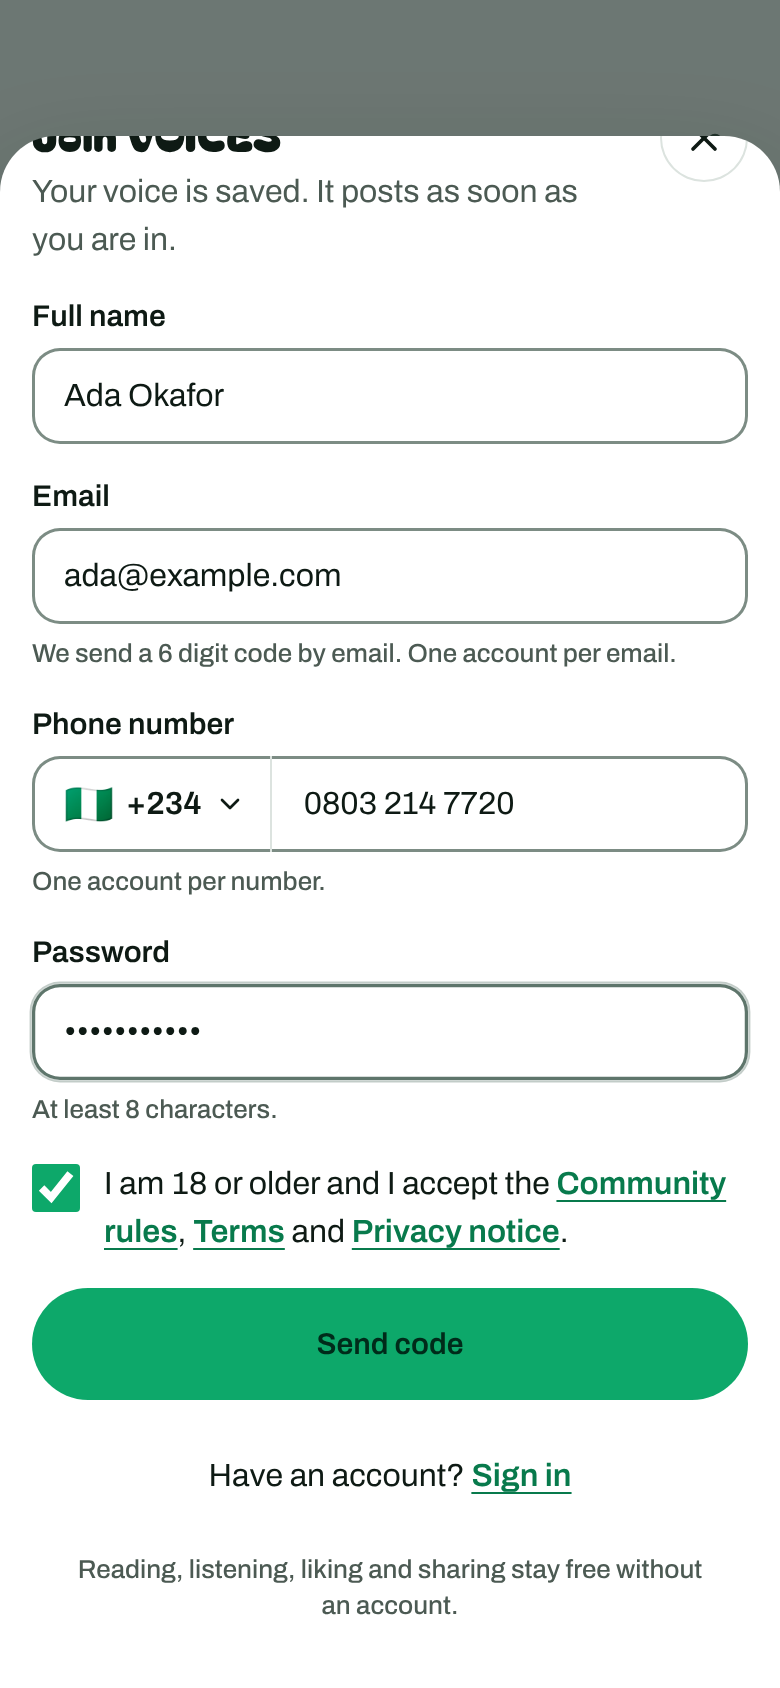 Join VOICES
Your voice is saved. It posts as soon as
you are in.
Full name
Ada Okafor
Email
ada@example.com
We send a 6 digit code by email. One account per email.
Phone number
+234 0803 214 7720
One account per number.
Password
•••••••••••
At least 8 characters.
I am 18 or older and I accept the Community
rules, Terms and Privacy notice.
Send code
Have an account? Sign in
Reading, listening, liking and sharing stay free without
an account.